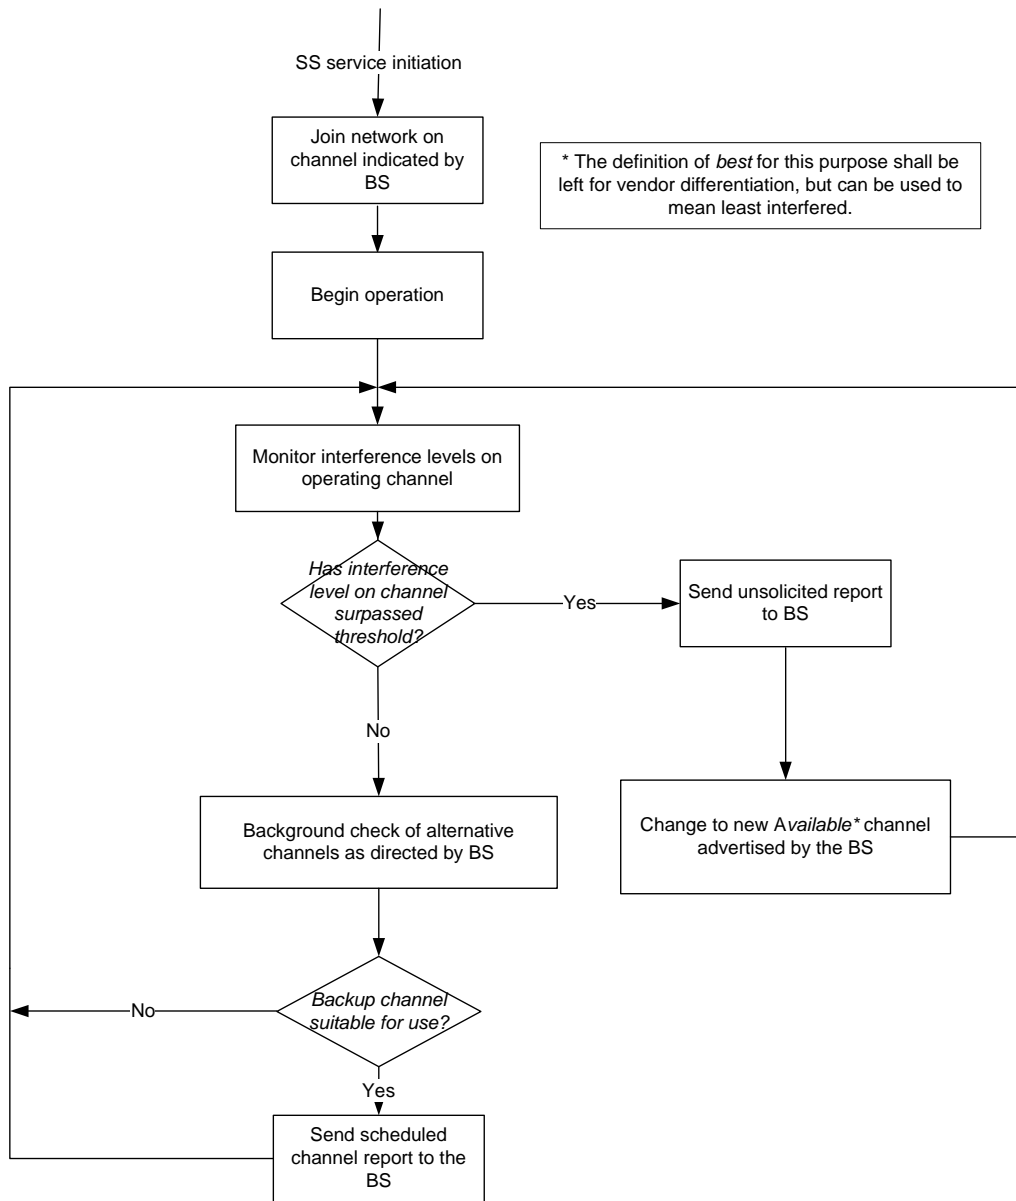 SS service initiation
Join network on
channel indicated by
BS
* The definition of best for this purpose shall be
left for vendor differentiation, but can be used to
mean least interfered.
Begin operation
Monitor interference levels on
operating channel
Has interference
level on channel
surpassed
threshold?
Yes
Send unsolicited report
to BS
No
Background check of alternative
channels as directed by BS
Change to new Available* channel
advertised by the BS
Backup channel
suitable for use?
No
Yes
Send scheduled
channel report to the
BS